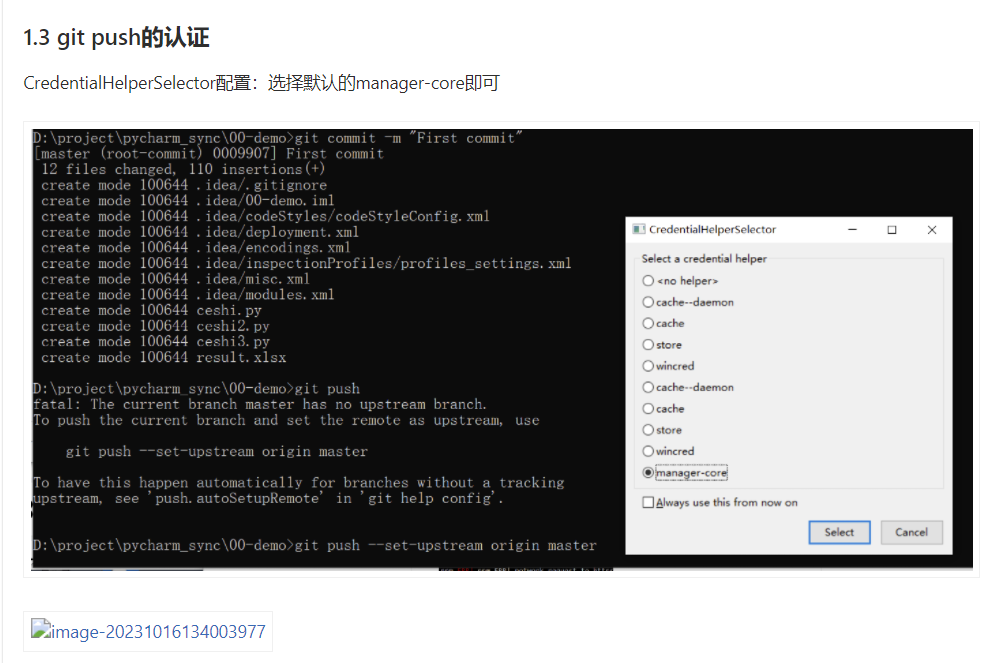 1.3 git push的认证
CredentialHelperSelector配置：选择默认的manager-core即可
D:\project\pycharm_sync\00-demo>git commit -m "First commit"
[master (root-commit) 0009907] First commit
12 files changed, 110 insertions(+)
create mode 100644 .idea/.gitignore
create mode 100644 .idea/00-demo.iml
create mode 100644 .idea/codeStyles/codeStyleConfig.xml
create mode 100644 .idea/deployment.xml
create mode 100644 .idea/encodings.xml
create mode 100644 .idea/inspectionProfiles/profiles_settings.xml
create mode 100644 .idea/misc.xml
create mode 100644 .idea/modules.xml
create mode 100644 ceshi.py
create mode 100644 ceshi2.py
create mode 100644 ceshi3.py
create mode 100644 result.xlsx
D:\project\pycharm_sync\00-demo>git push
fatal: The current branch master has no upstream branch.
To push the current branch and set the remote as upstream, use
git push --set-upstream origin master
To have this happen automatically for branches without a tracking
upstream, see 'push.autoSetupRemote' in 'git help config'.
D:\project\pycharm_sync\00-demo>git push --set-upstream origin master
CredentialHelperSelector
Select a credential helper
<no helper>
cache--daemon
cache
store
wincred
cache--daemon
cache
store
wincred
manager-core
Always use this from now on
Select Cancel
image-20231016134003977